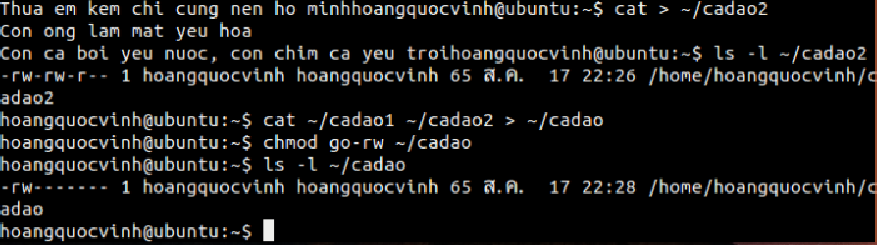 Thua em kem chi cung nen ho minhhoangquocvinh@ubuntu:~$ cat > ~/cadao2
Con ong lam mat yeu hoa
Con ca boi yeu nuoc, con chim ca yeu troihoangquocvinh@ubuntu:~$ ls -l ~/cadao2
-rw-rw-r-- 1 hoangquocvinh hoangquocvinh 65 ส.ค.  17 22:26 /home/hoangquocvinh/c
adao2
hoangquocvinh@ubuntu:~$ cat ~/cadao1 ~/cadao2 > ~/cadao
hoangquocvinh@ubuntu:~$ chmod go-rw ~/cadao
hoangquocvinh@ubuntu:~$ ls -l ~/cadao
-rw------- 1 hoangquocvinh hoangquocvinh 65 ส.ค.  17 22:28 /home/hoangquocvinh/c
adao
hoangquocvinh@ubuntu:~$